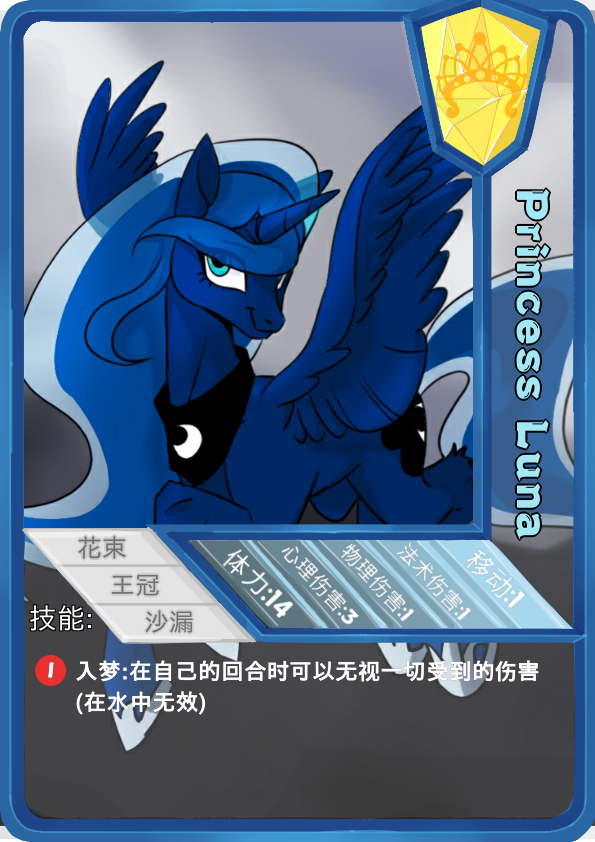 Princess Luna
花束
王冠
沙漏
体力:14
心理伤害:3
物理伤害:1
法术伤害:1
移动:1
技能:
1 入梦:在自己的回合时可以无视一切受到的伤害
(在水中无效)